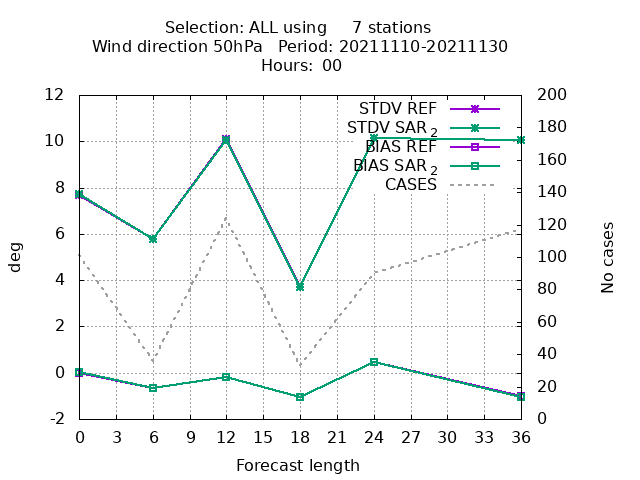 Selection: ALL using 7 stations
Wind direction 50hPa Period: 20211110-20211130
Hours: 00
STDV REF
STDV SAR 2
BIAS REF
BIAS SAR 2
CASES
deg
12
10
8
6
4
2
0
-2
No cases
200
180
160
140
120
100
80
60
40
20
0
0 3 6 9 12 15 18 21 24 27 30 33 36
Forecast length